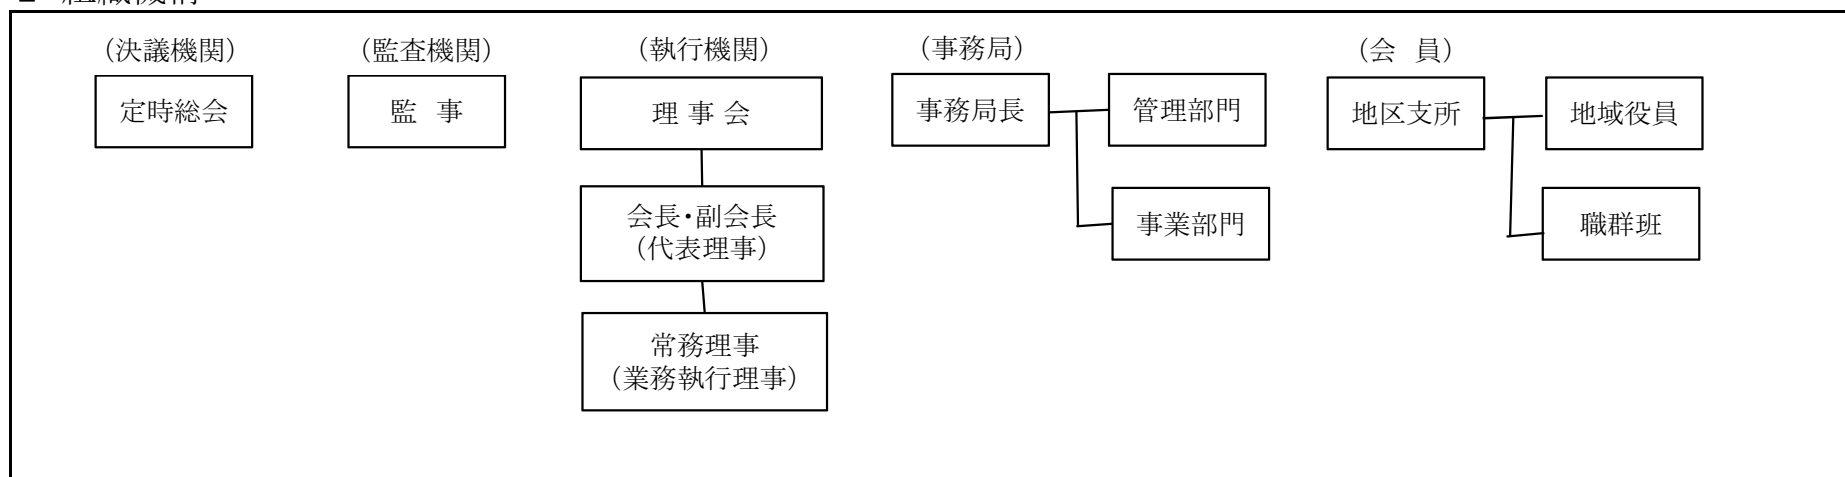 (決議機関)
定時総会
(監査機関)
監 事
(執行機関)
理 事 会
会長・副会長
(代表理事)
常務理事
(業務執行理事)
(事務局)
事務局長
管理部門
事業部門
(会 員)
地区支所
地域役員
職群班